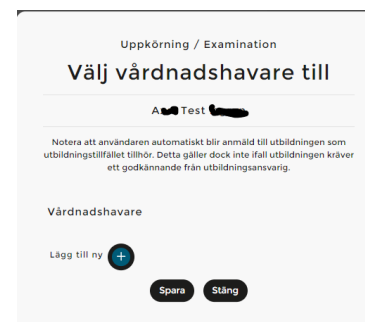 Uppkörning / Examination
Välj vårdnadshavare till
Test
Notera att användaren automatiskt blir anmäld till utbildningen som
utbildningstillfället tillhör. Detta gäller dock inte ifall utbildningen kräver
ett godkännande från utbildningsansvarig.
Vårdnadshavare
Lägg till ny +
Spara Stäng